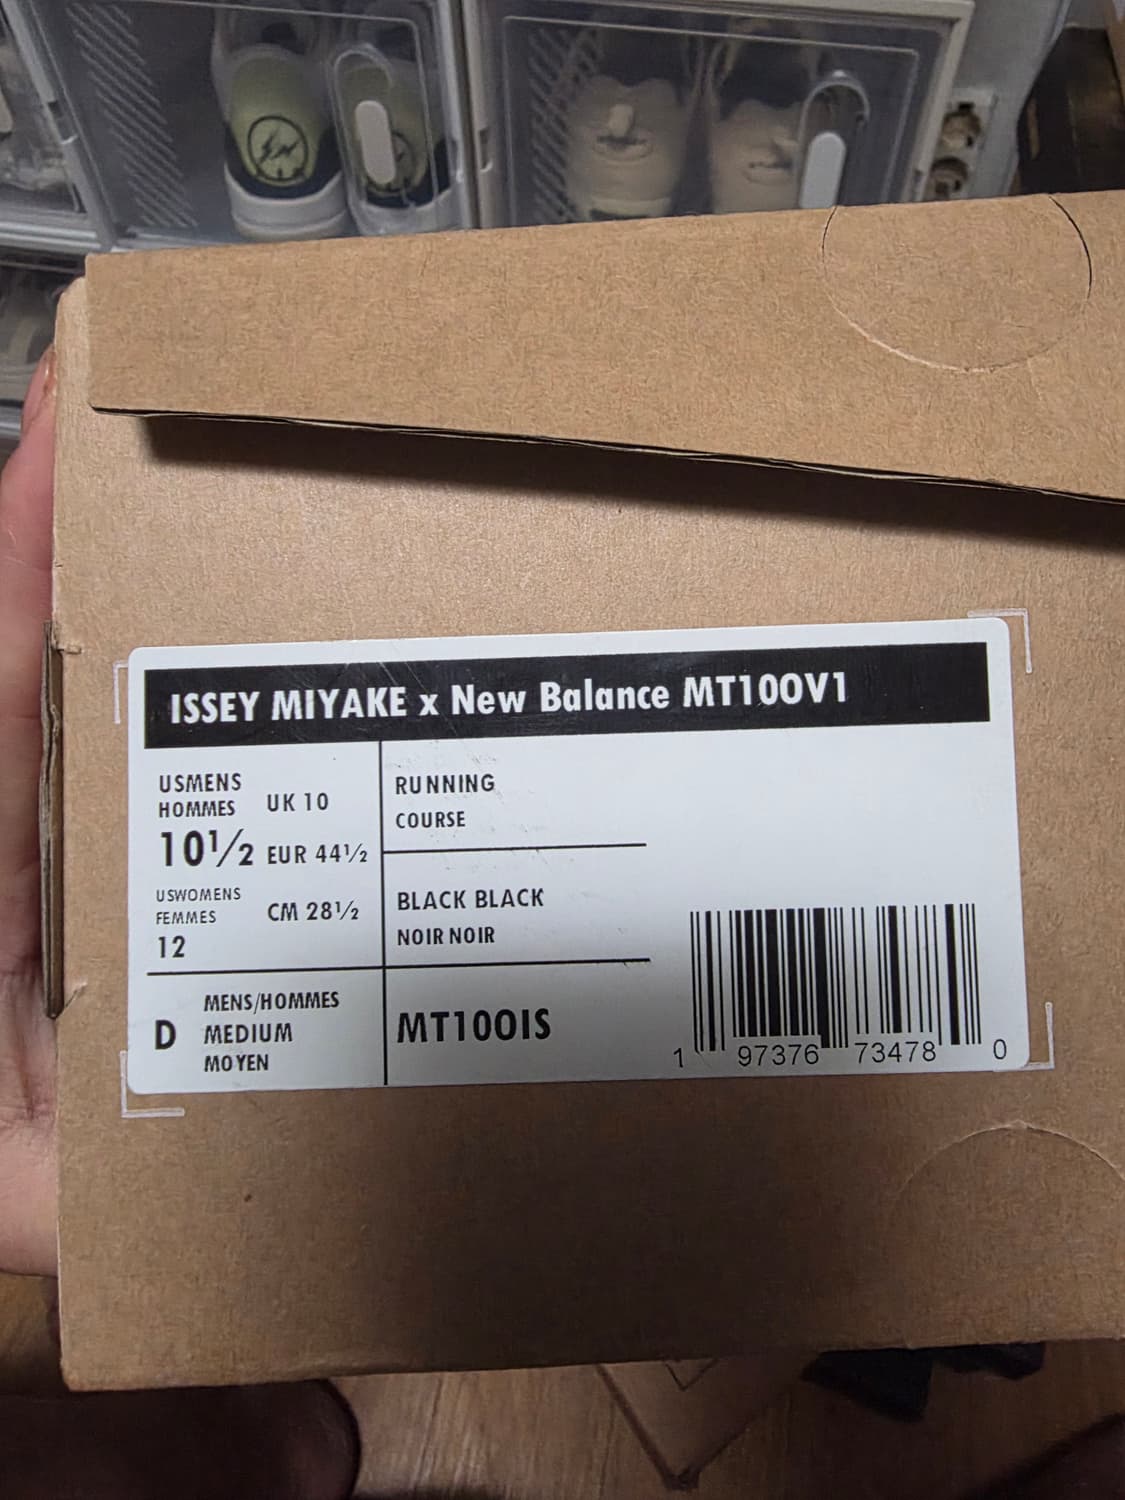 ISSEY MIYAKE x New Balance MT100V1
USMENS
HOMMES
UK 10
10½
EUR 44½
USWOMENS
FEMMES
CM 28½
12
RUNNING
COURSE
BLACK BLACK
NOIR NOIR
D
MENS/HOMMES
MEDIUM
MOYEN
MT100IS
1 97376 73478 0